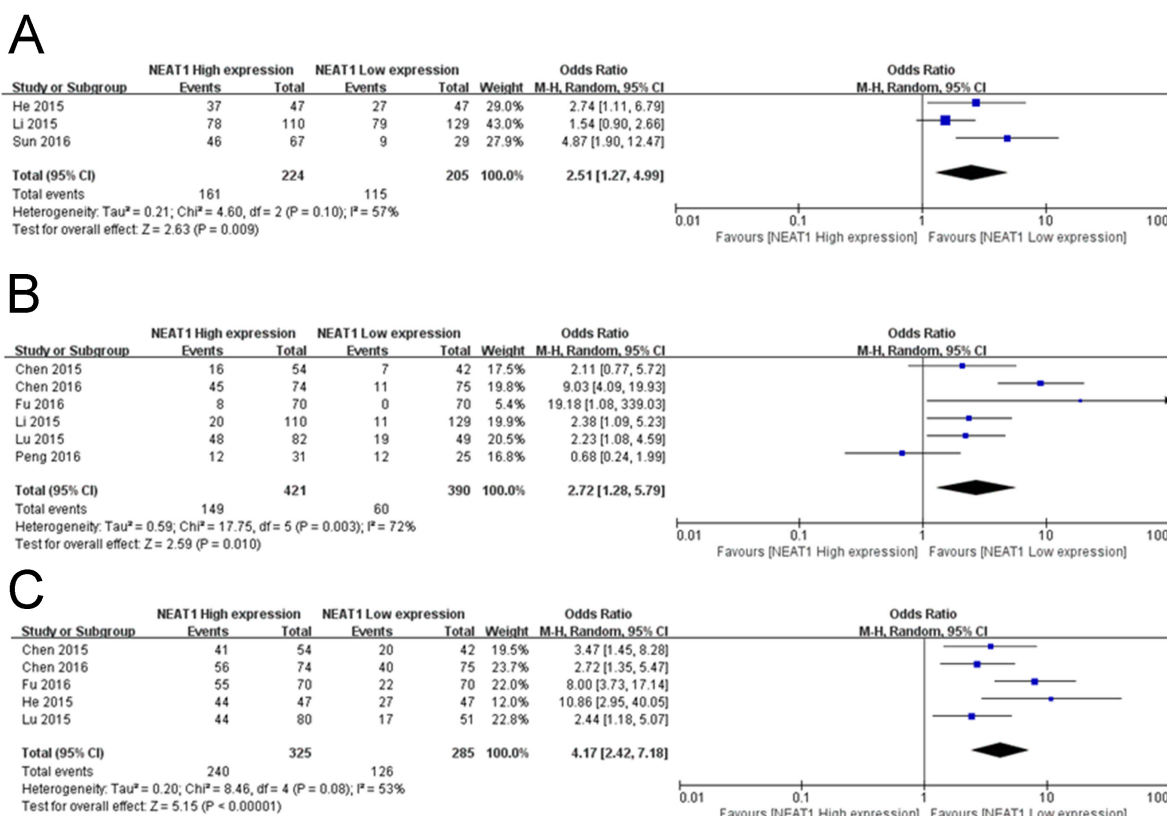 A
NEAT1 High expression NEAT1 Low expression Odds Ratio Odds Ratio
Study or Subgroup Events Total Events Total Weight M-H, Random, 95% CI M-H, Random, 95% CI
He 2015 37 47 27 47 29.0% 2.74 [1.11, 6.79]
Li 2015 78 110 79 129 43.0% 1.54 [0.90, 2.66]
Sun 2016 46 67 9 29 27.9% 4.87 [1.90, 12.47]
Total (95% CI) 224 205 100.0% 2.51 [1.27, 4.99]
Total events 161 115
Heterogeneity: Tau² = 0.21; Chi² = 4.60, df = 2 (P = 0.10); I² = 57%
Test for overall effect: Z = 2.63 (P = 0.009)
0.01 0.1 1 10 100
Favours [NEAT1 High expression] Favours [NEAT1 Low expression]
B
NEAT1 High expression NEAT1 Low expression Odds Ratio Odds Ratio
Study or Subgroup Events Total Events Total Weight M-H, Random, 95% CI M-H, Random, 95% CI
Chen 2015 16 54 7 42 17.5% 2.11 [0.77, 5.72]
Chen 2016 45 74 11 75 19.8% 9.03 [4.09, 19.93]
Fu 2016 8 70 0 70 5.4% 19.18 [1.08, 339.03]
Li 2015 20 110 11 129 19.9% 2.38 [1.09, 5.23]
Lu 2015 48 82 19 49 20.5% 2.23 [1.08, 4.59]
Peng 2016 12 31 12 25 16.8% 0.68 [0.24, 1.99]
Total (95% CI) 421 390 100.0% 2.72 [1.28, 5.79]
Total events 149 60
Heterogeneity: Tau² = 0.59; Chi² = 17.75, df = 5 (P = 0.003); I² = 72%
Test for overall effect: Z = 2.59 (P = 0.010)
0.01 0.1 1 10 100
Favours [NEAT1 High expression] Favours [NEAT1 Low expression]
C
NEAT1 High expression NEAT1 Low expression Odds Ratio Odds Ratio
Study or Subgroup Events Total Events Total Weight M-H, Random, 95% CI M-H, Random, 95% CI
Chen 2015 41 54 20 42 19.5% 3.47 [1.45, 8.28]
Chen 2016 56 74 40 75 23.7% 2.72 [1.35, 5.47]
Fu 2016 55 70 22 70 22.0% 8.00 [3.73, 17.14]
He 2015 44 47 27 47 12.0% 10.86 [2.95, 40.05]
Lu 2015 44 80 17 51 22.8% 2.44 [1.18, 5.07]
Total (95% CI) 325 285 100.0% 4.17 [2.42, 7.18]
Total events 240 126
Heterogeneity: Tau² = 0.20; Chi² = 8.46, df = 4 (P = 0.08); I² = 53%
Test for overall effect: Z = 5.15 (P < 0.00001)
0.01 0.1 1 10 100
Favours [NEAT1 High expression] Favours [NEAT1 Low expression]